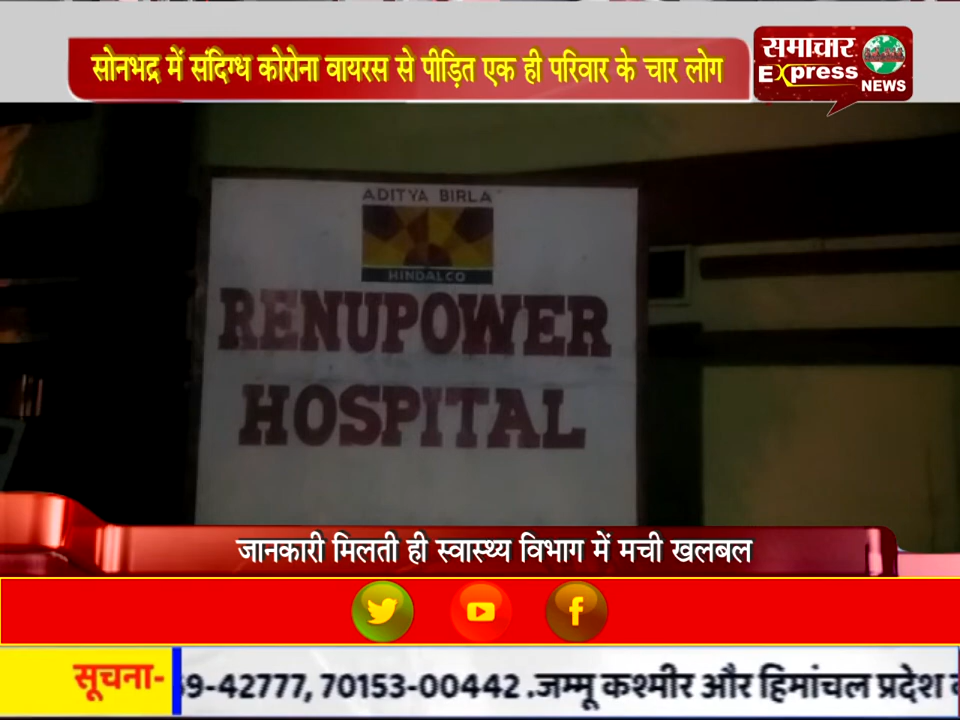 सोनभद्र में संदिग्ध कोरोना वायरस से पीड़ित एक ही परिवार के चार लोग
समाचार
Express
NEWS
ADITYA BIRLA
HINDALCO
RENUPOWER
HOSPITAL
जानकारी मिलती ही स्वास्थ्य विभाग में मची खलबल
सूचना- 9-42777, 70153-00442 .जम्मू कश्मीर और हिमांचल प्रदेश